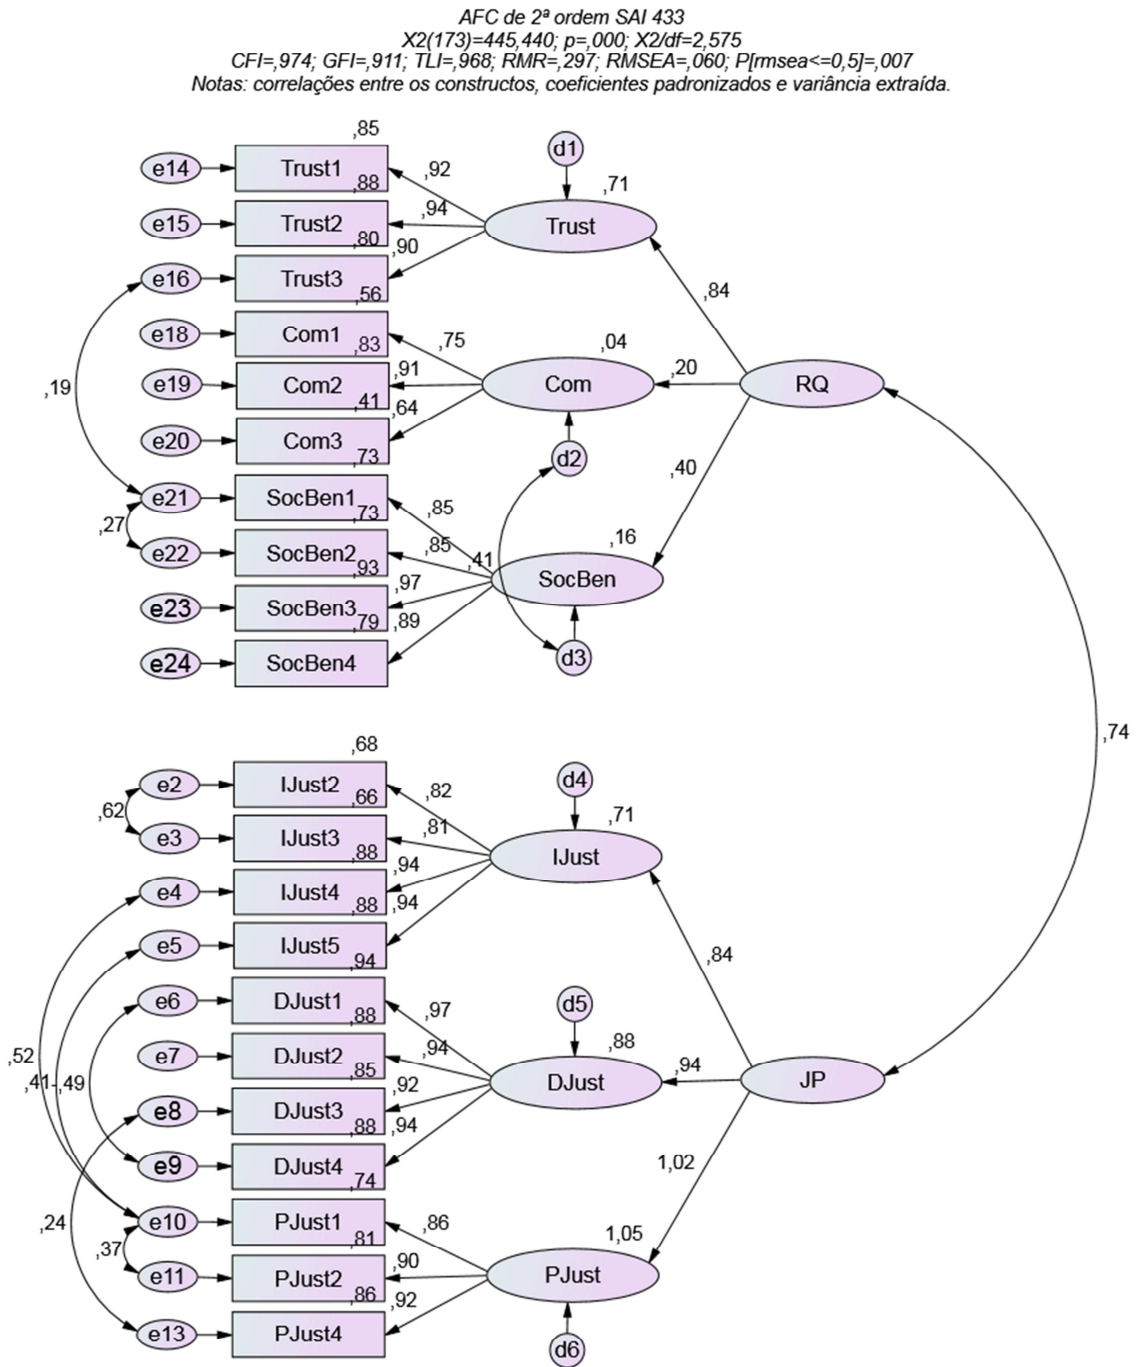 AFC de 2ª ordem SAI 433
X2(173)=445,440; p=,000; X2/df=2,575
CFI=,974; GFI=,911; TLI=,968; RMR=,297; RMSEA=,060; P[rmsea<=0,5]=,007
Notas: correlações entre os constructos, coeficientes padronizados e variância extraída.
,85
d1
e14 Trust1 ,92 ,71
,88
e15 Trust2 ,94 Trust
,80 ,90
e16 Trust3
,56 ,84
e18 Com1 ,75 ,04
,83
,19 e19 Com2 ,91 Com ,20 RQ
,41 ,64
e20 Com3 d2
,73 ,40
e21 SocBen1 ,85
,27 ,73
e22 SocBen2 ,85 ,41 ,16
,93
e23 SocBen3 ,97 SocBen
,79 ,89
e24 SocBen4 d3
,74
,68
e2 IJust2 ,82 d4
,62 ,66 ,71
e3 IJust3 ,81 IJust
,88 ,94
e4 IJust4
,88 ,94
e5 IJust5 ,84
,94
e6 DJust1 ,97 d5
,88
,52 e7 DJust2 ,94 ,88
,41 -,49 ,85 ,92 DJust ,94 JP
e8 DJust3
,88 ,94
e9 DJust4
,74 1,02
,24 e10 PJust1 ,86 1,05
,37 ,81
e11 PJust2 ,90 PJust
,86 ,92
e13 PJust4 d6